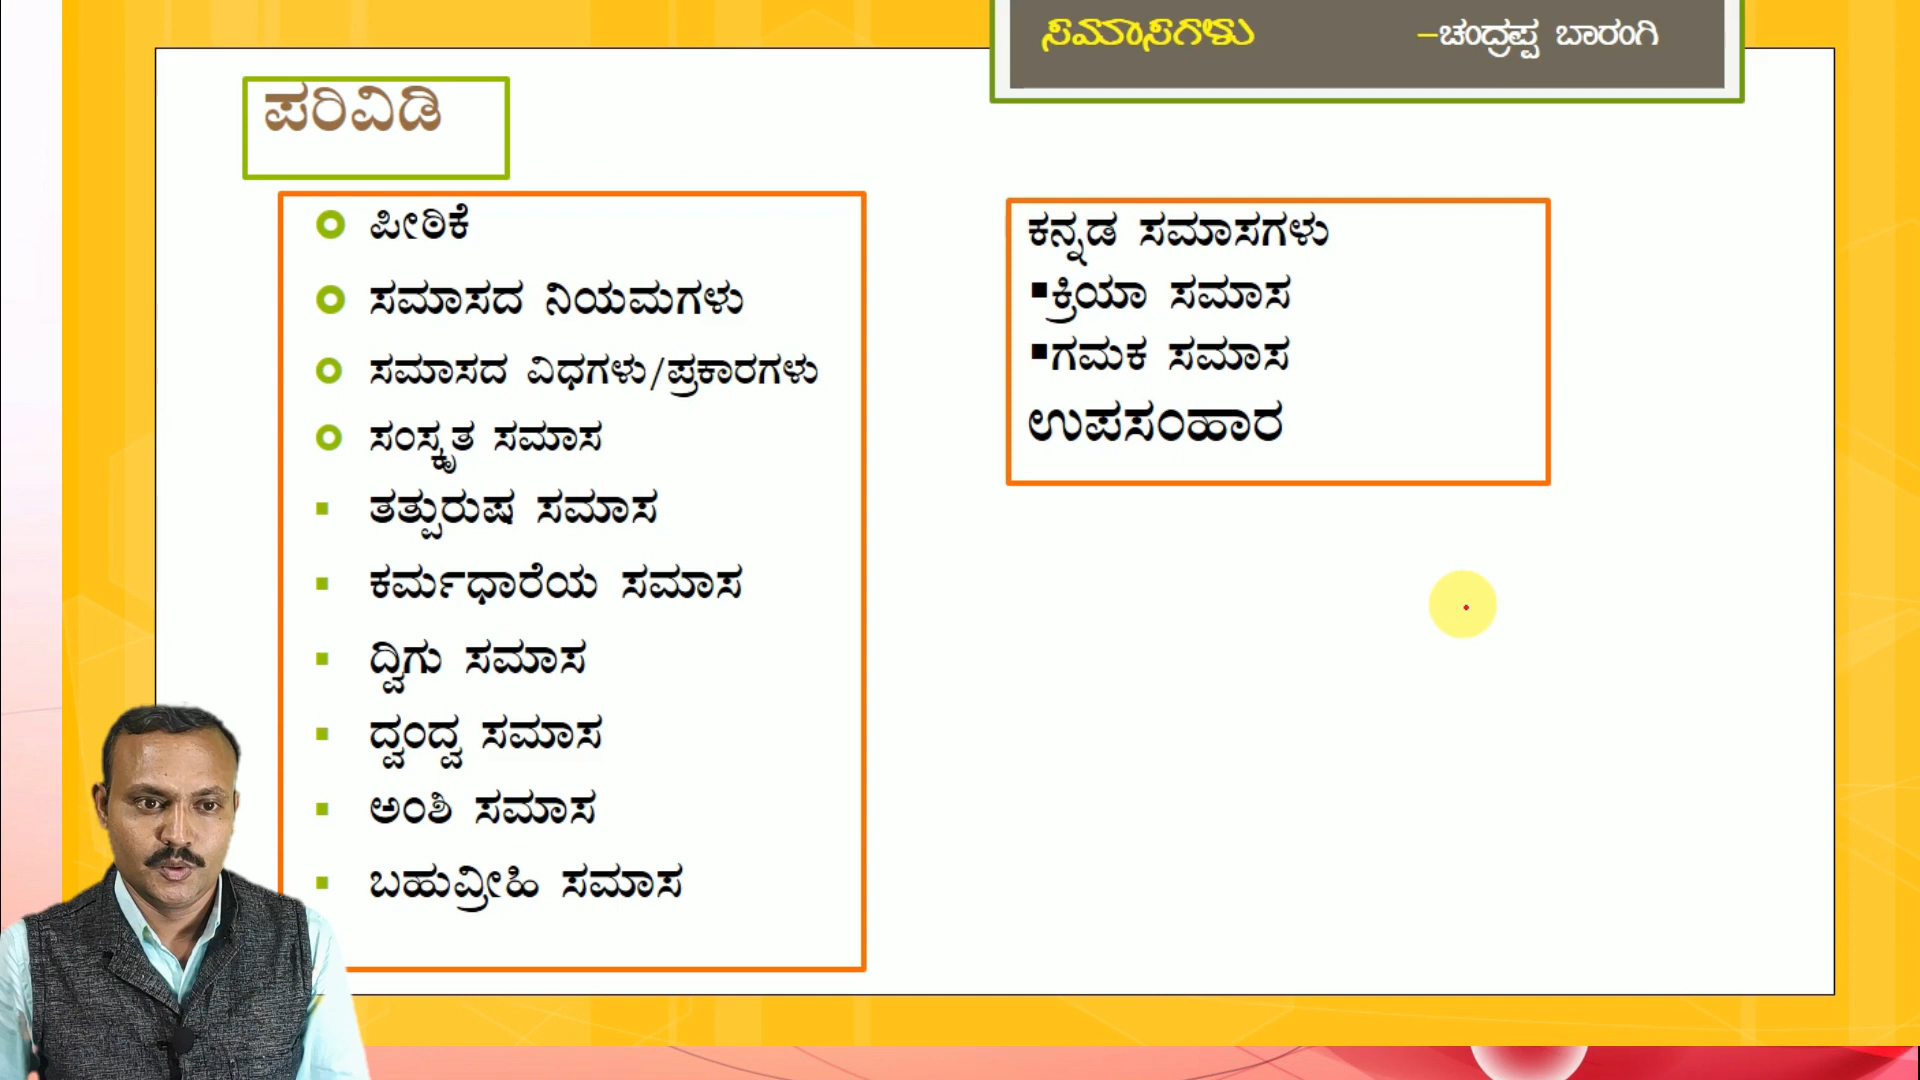 ಸಮಾಸಗಳು –ಚಂದ್ರಪ್ಪ ಬಾರಂಗಿ
ಪರಿವಿಡಿ
ಪೀಠಿಕೆ
ಸಮಾಸದ ನಿಯಮಗಳು
ಸಮಾಸದ ವಿಧಗಳು/ಪ್ರಕಾರಗಳು
ಸಂಸ್ಕೃತ ಸಮಾಸ
ತತ್ಪುರುಷ ಸಮಾಸ
ಕರ್ಮಧಾರೆಯ ಸಮಾಸ
ದ್ವಿಗು ಸಮಾಸ
ದ್ವಂದ್ವ ಸಮಾಸ
ಅಂಶಿ ಸಮಾಸ
ಬಹುವ್ರೀಹಿ ಸಮಾಸ
ಕನ್ನಡ ಸಮಾಸಗಳು
▪ಕ್ರಿಯಾ ಸಮಾಸ
▪ಗಮಕ ಸಮಾಸ
ಉಪಸಂಹಾರ